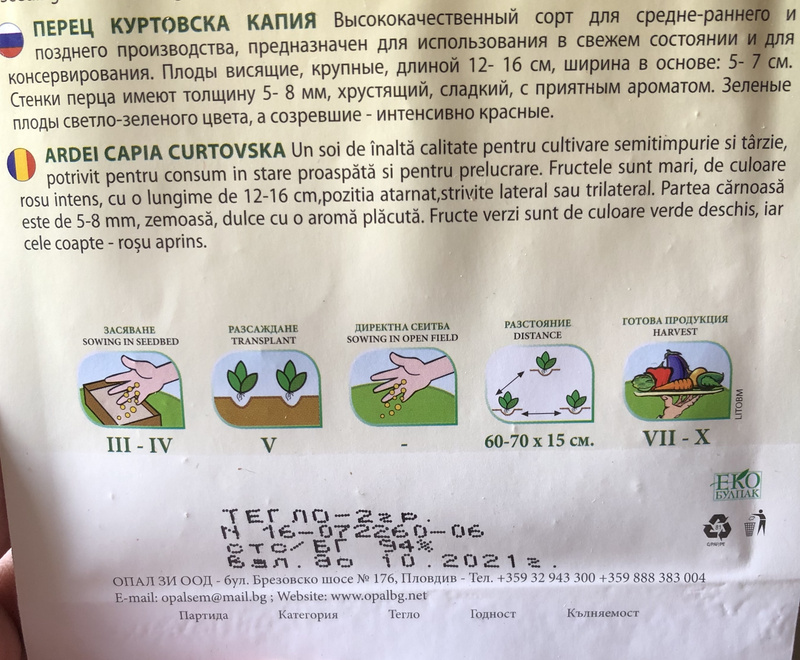 ПЕРЕЦ КУРТОВСКА КАПИЯ Высококачественный сорт для средне-раннего и
позднего производства, предназначен для использования в свежем состоянии и для
консервирования. Плоды висящие, крупные, длиной 12- 16 см, ширина в основе: 5- 7 см.
Стенки перца имеют толщину 5- 8 мм, хрустящий, сладкий, с приятным ароматом. Зеленые
плоды светло-зеленого цвета, а созревшие - интенсивно красные.
ARDEI CAPIA CURTOVSKA Un soi de înaltă calitate pentru cultivare semitimpurie si târzie,
potrivit pentru consum in stare proaspătă si pentru prelucrare. Fructele sunt mari, de culoare
rosu intens, cu o lungime de 12-16 cm,pozitia atarnat,strivite lateral sau trilateral. Partea cărnoasă
este de 5-8 mm, zemoasă, dulce cu o aromă plăcută. Fructe verzi sunt de culoare verde deschis, iar
cele coapte - roșu aprins.
ЗАСЯВАНЕ
SOWING IN SEEDBED
III - IV
РАЗСАЖДАНЕ
TRANSPLANT
V
ДИРЕКТНА СЕИТБА
SOWING IN OPEN FIELD
-
РАЗСТОЯНИЕ
DISTANCE
60-70 x 15 см.
ГОТОВА ПРОДУКЦИЯ
HARVEST
VII - X
LITOBM
ЕКО
БУЛПАК
ТЕГЛО-2гр.
N 16-072260-06
сто/БГ 94%
Вал.до 10.2021г.
ОПАЛ ЗИ ООД - бул. Брезовско шосе № 176, Пловдив - Тел. +359 32 943 300 +359 888 383 004
E-mail: opalsem@mail.bg ; Website: www.opalbg.net
Партида Категория Тегло Годност Кълняемост